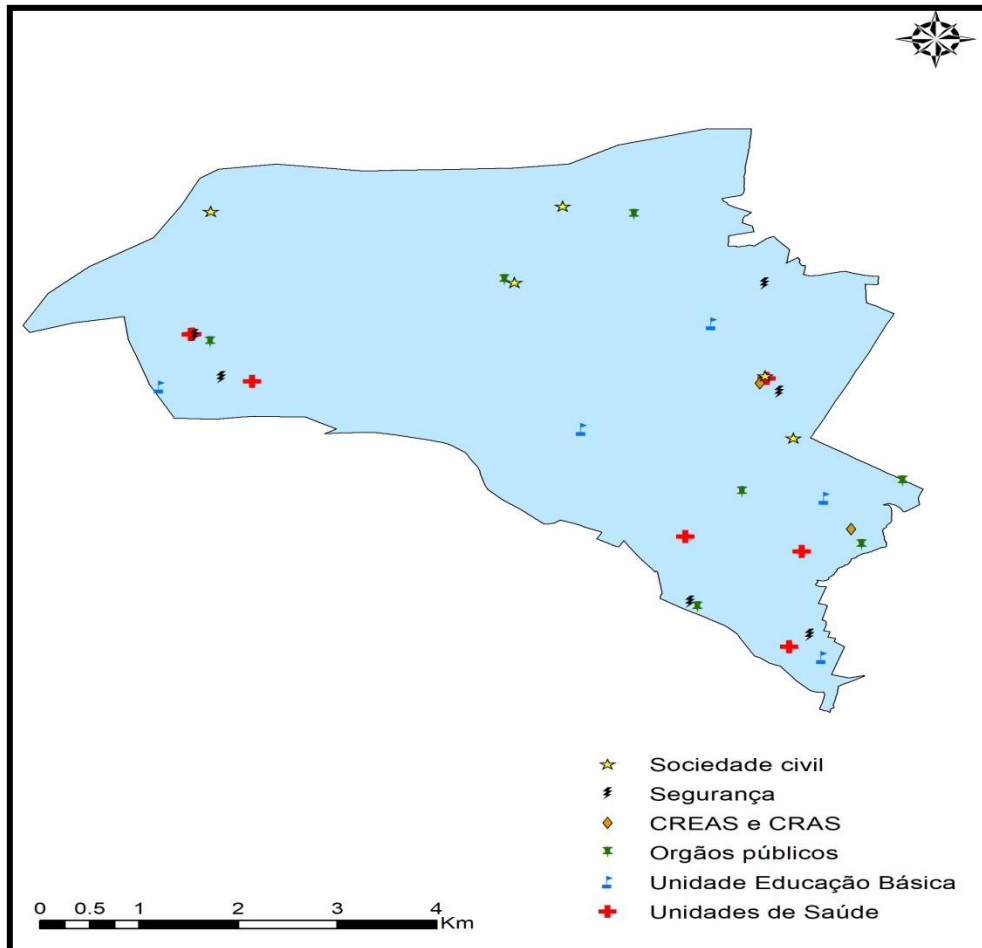 Sociedade civil
Segurança
CREAS e CRAS
Orgãos públicos
Unidade Educação Básica
Unidades de Saúde
0 0.5 1 2 3 4
Km